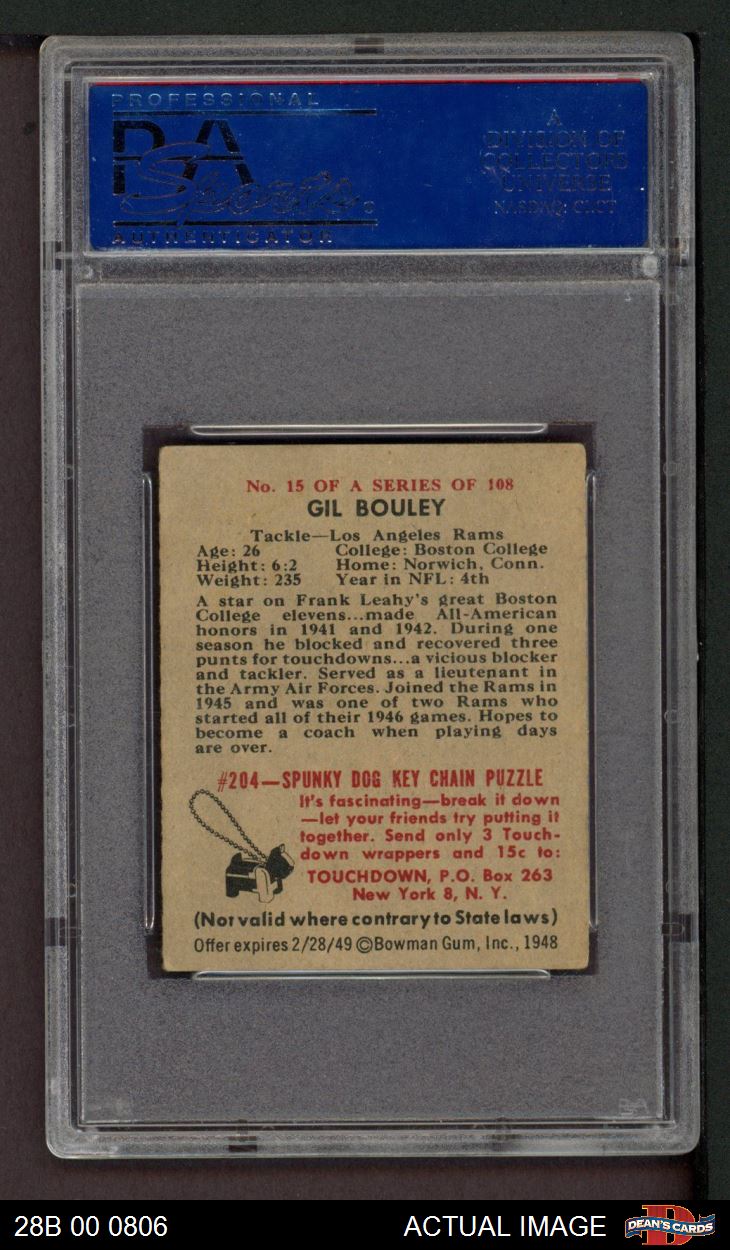 PROFESSIONAL
PSA
Sports
AUTHENTICATOR
A
DIVISION OF
COLLECTORS
UNIVERSE
NASDAQ: CLCT
No. 15 OF A SERIES OF 108
GIL BOULEY
Tackle—Los Angeles Rams
Age: 26 College: Boston College
Height: 6:2 Home: Norwich, Conn.
Weight: 235 Year in NFL: 4th
A star on Frank Leahy's great Boston
College elevens...made All-American
honors in 1941 and 1942. During one
season he blocked and recovered three
punts for touchdowns...a vicious blocker
and tackler. Served as a lieutenant in
the Army Air Forces. Joined the Rams in
1945 and was one of two Rams who
started all of their 1946 games. Hopes to
become a coach when playing days
are over.
#204—SPUNKY DOG KEY CHAIN PUZZLE
It's fascinating—break it down
—let your friends try putting it
together. Send only 3 Touch-
down wrappers and 15c to:
TOUCHDOWN, P.O. Box 263
New York 8, N. Y.
(Not valid where contrary to State laws)
Offer expires 2/28/49 ©Bowman Gum, Inc., 1948
28B 00 0806 ACTUAL IMAGE DEAN'S CARDS